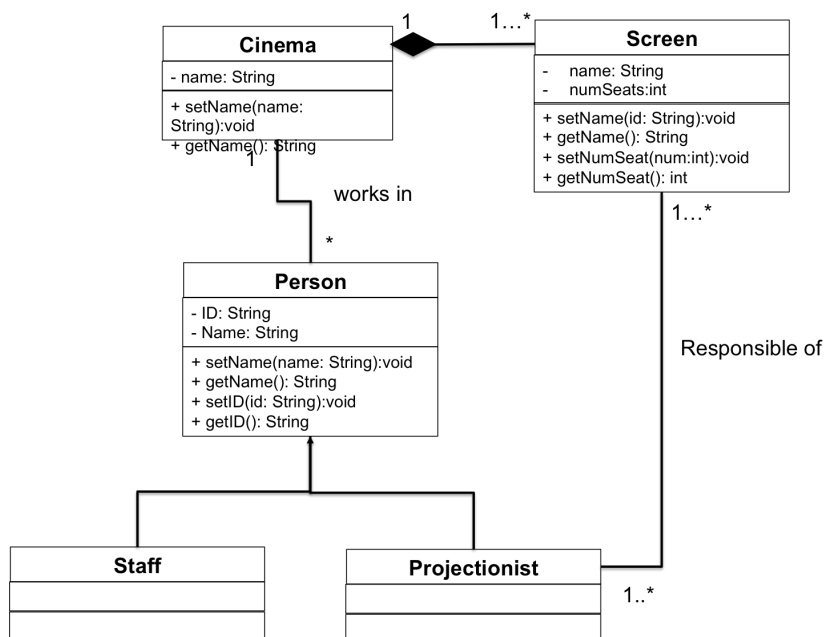 Cinema
- name: String
+ setName(name:
String):void
+ getName(): String
1
1…*
Screen
- name: String
- numSeats:int
+ setName(id: String):void
+ getName(): String
+ setNumSeat(num:int):void
+ getNumSeat(): int
1
works in
*
1…*
Person
- ID: String
- Name: String
+ setName(name: String):void
+ getName(): String
+ setID(id: String):void
+ getID(): String
Responsible of
Staff
Projectionist
1..*